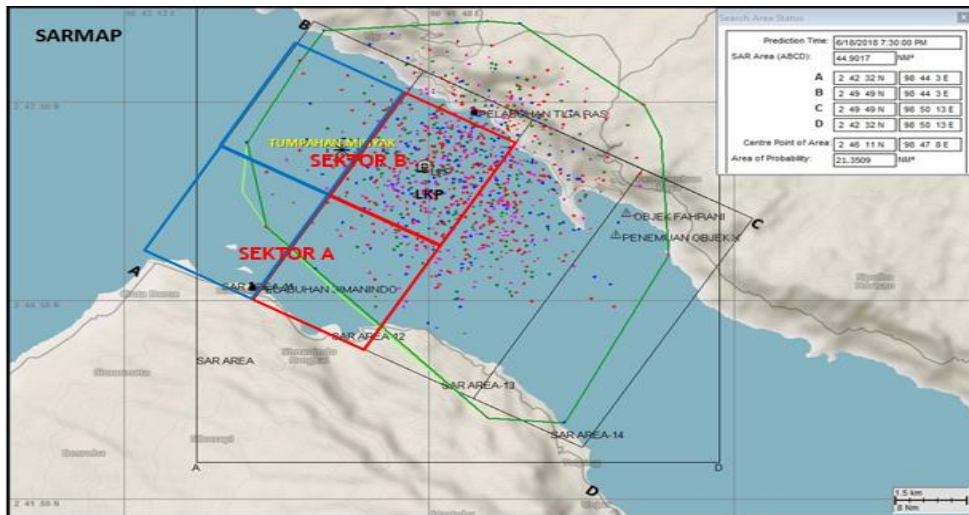 SARMAP
B
Search Area Status
Prediction Time: 6/18/2018 7:30:00 PM
SAR Area (ABCD): 44.9017 NM²
A 2 42 32 N 98 44 3 E
B 2 49 49 N 98 44 3 E
C 2 49 49 N 98 50 13 E
D 2 42 32 N 98 50 13 E
Centre Point of Area: 2 46 11 N 98 47 8 E
Area of Probability: 21.3509 NM²
PELABUHAN TIGA RAS
TUMPAHAN MINYAK
SEKTOR B
LKP
OBJEK FAHRANI
C
PENEMUAN OBJEK X
SEKTOR A
A
PELABUHAN SIMANINDO
SAR AREA-12
SAR AREA
SAR AREA-13
SAR AREA-14
A
D
D
1.5 km
.8 Nm